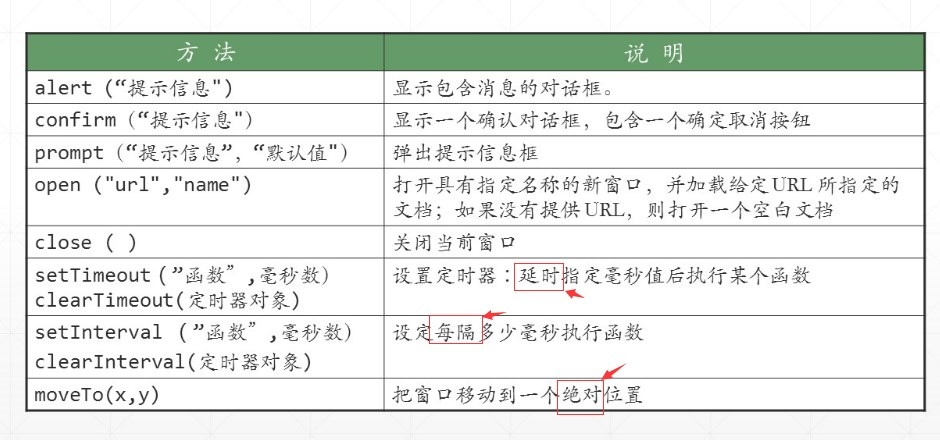 方 法 说 明
alert (“提示信息") 显示包含消息的对话框。
confirm (“提示信息") 显示一个确认对话框，包含一个确定取消按钮
prompt (“提示信息”, “默认值") 弹出提示信息框
open ("url","name") 打开具有指定名称的新窗口，并加载给定URL 所指定的
文档；如果没有提供URL，则打开一个空白文档
close ( ) 关闭当前窗口
setTimeout (”函数” ,毫秒数) 设置定时器：延时指定毫秒值后执行某个函数
clearTimeout(定时器对象)
setInterval (”函数” ,毫秒数) 设定每隔多少毫秒执行函数
clearInterval(定时器对象)
moveTo(x,y) 把窗口移动到一个绝对位置